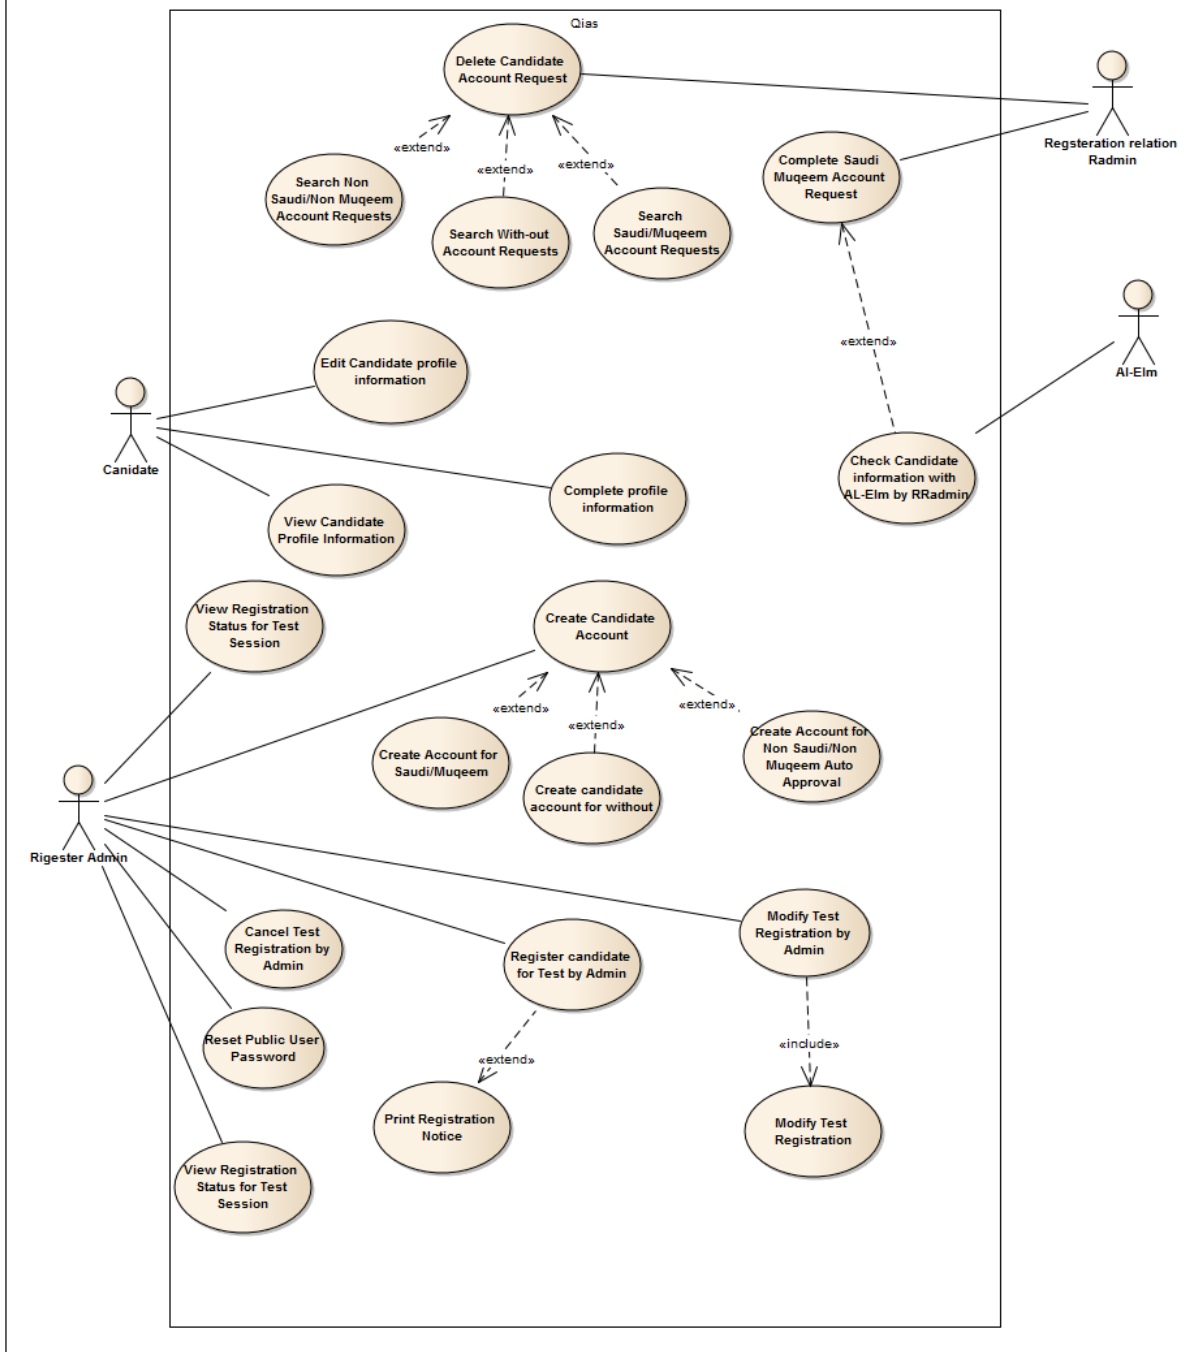 Qias
Delete Candidate
Account Request
«extend»
«extend»
«extend»
Search Non
Saudi/Non Muqeem
Account Requests
Search With-out
Account Requests
Search
Saudi/Muqeem
Account Requests
Complete Saudi
Muqeem Account
Request
Regsteration relation
Radmin
«extend»
Al-Elm
Edit Candidate profile
information
Canidate
Complete profile
information
Check Candidate
information with
AL-Elm by RRadmin
View Candidate
Profile Information
View Registration
Status for Test
Session
Create Candidate
Account
«extend»
«extend»
«extend»
Create Account for
Saudi/Muqeem
Create candidate
account for without
Create Account for
Non Saudi/Non
Muqeem Auto
Approval
Rigester Admin
Cancel Test
Registration by
Admin
Register candidate
for Test by Admin
Modify Test
Registration by
Admin
Reset Public User
Password
«extend»
«include»
Print Registration
Notice
Modify Test
Registration
View Registration
Status for Test
Session